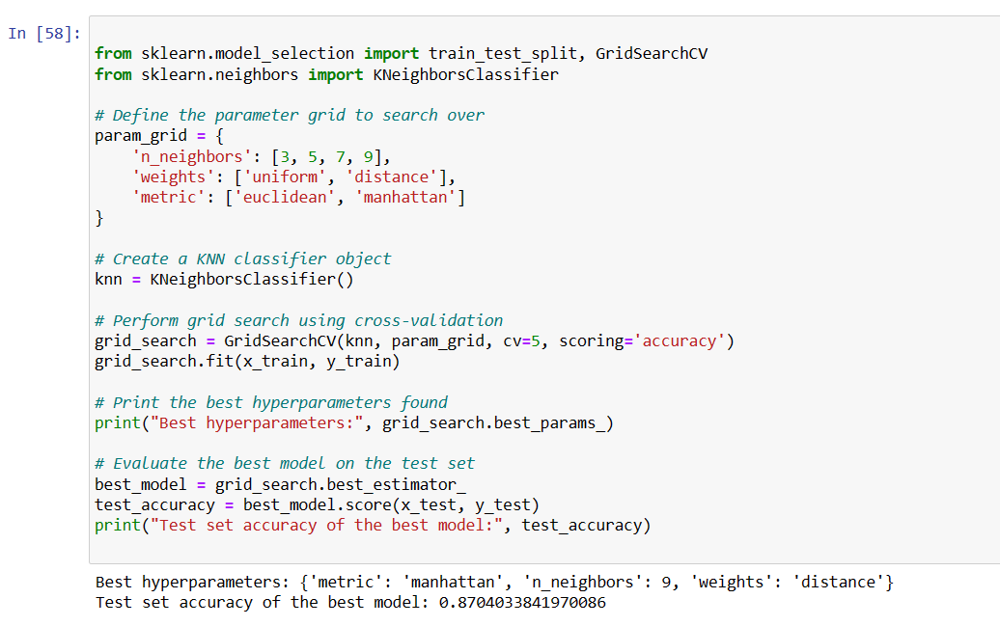 In [58]:
from sklearn.model_selection import train_test_split, GridSearchCV
from sklearn.neighbors import KNeighborsClassifier
# Define the parameter grid to search over
param_grid = {
    'n_neighbors': [3, 5, 7, 9],
    'weights': ['uniform', 'distance'],
    'metric': ['euclidean', 'manhattan']
}
# Create a KNN classifier object
knn = KNeighborsClassifier()
# Perform grid search using cross-validation
grid_search = GridSearchCV(knn, param_grid, cv=5, scoring='accuracy')
grid_search.fit(x_train, y_train)
# Print the best hyperparameters found
print("Best hyperparameters:", grid_search.best_params_)
# Evaluate the best model on the test set
best_model = grid_search.best_estimator_
test_accuracy = best_model.score(x_test, y_test)
print("Test set accuracy of the best model:", test_accuracy)
Best hyperparameters: {'metric': 'manhattan', 'n_neighbors': 9, 'weights': 'distance'}
Test set accuracy of the best model: 0.8704033841970086